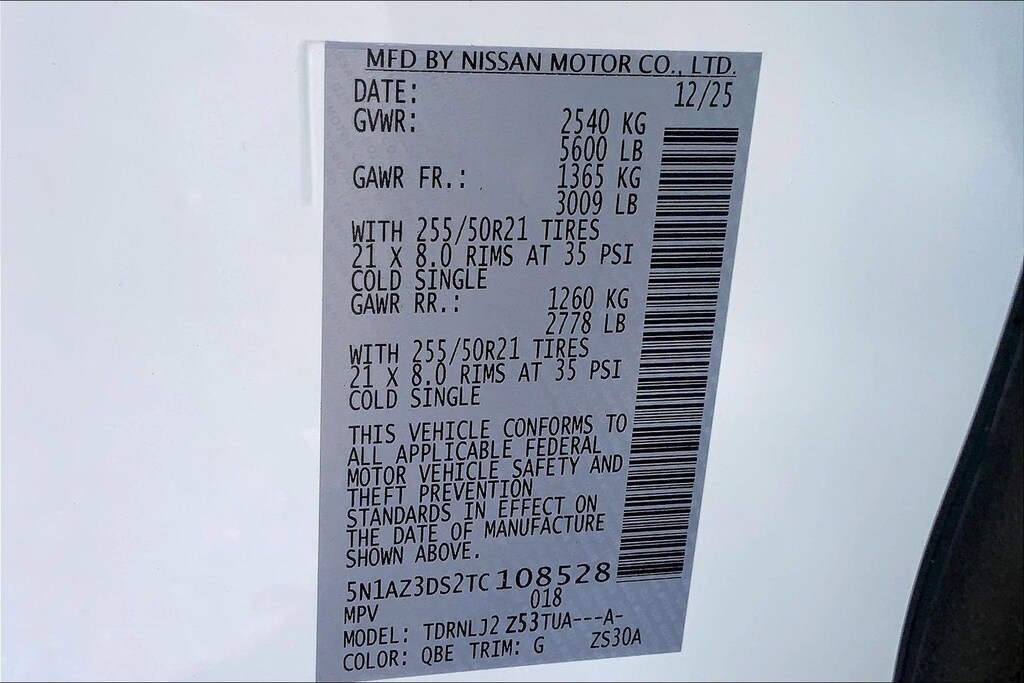 MFD BY NISSAN MOTOR CO., LTD.
DATE: 12/25
GVWR: 2540 KG
5600 LB
GAWR FR.: 1365 KG
3009 LB
WITH 255/50R21 TIRES
21 X 8.0 RIMS AT 35 PSI
COLD SINGLE
GAWR RR.: 1260 KG
2778 LB
WITH 255/50R21 TIRES
21 X 8.0 RIMS AT 35 PSI
COLD SINGLE
THIS VEHICLE CONFORMS TO
ALL APPLICABLE FEDERAL
MOTOR VEHICLE SAFETY AND
THEFT PREVENTION
STANDARDS IN EFFECT ON
THE DATE OF MANUFACTURE
SHOWN ABOVE.
5N1AZ3DS2TC108528
MPV 018
MODEL: TDRNLJ2 Z53TUA---A-
COLOR: QBE TRIM: G ZS30A